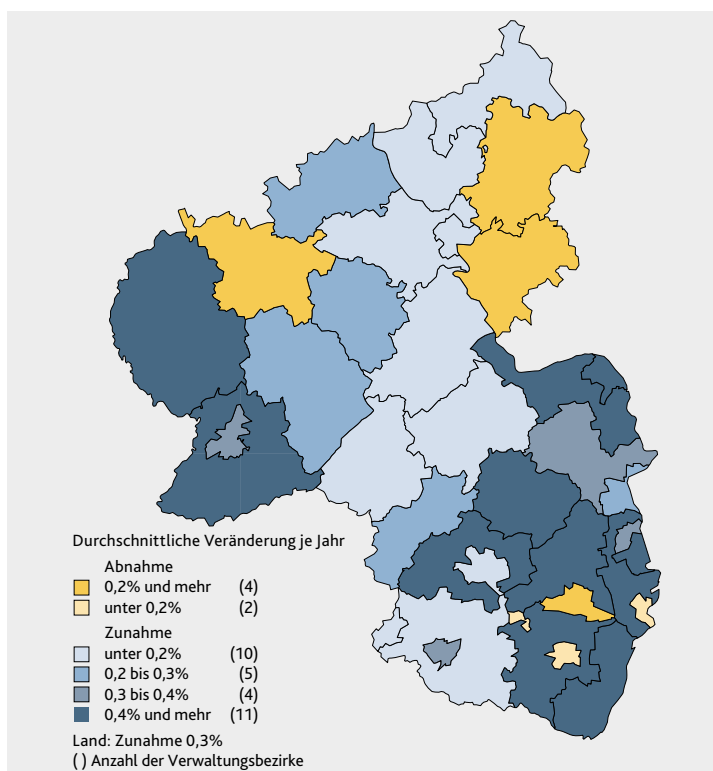 Durchschnittliche Veränderung je Jahr
Abnahme
0,2% und mehr (4)
unter 0,2% (2)
Zunahme
unter 0,2% (10)
0,2 bis 0,3% (5)
0,3 bis 0,4% (4)
0,4% und mehr (11)
Land: Zunahme 0,3%
( ) Anzahl der Verwaltungsbezirke